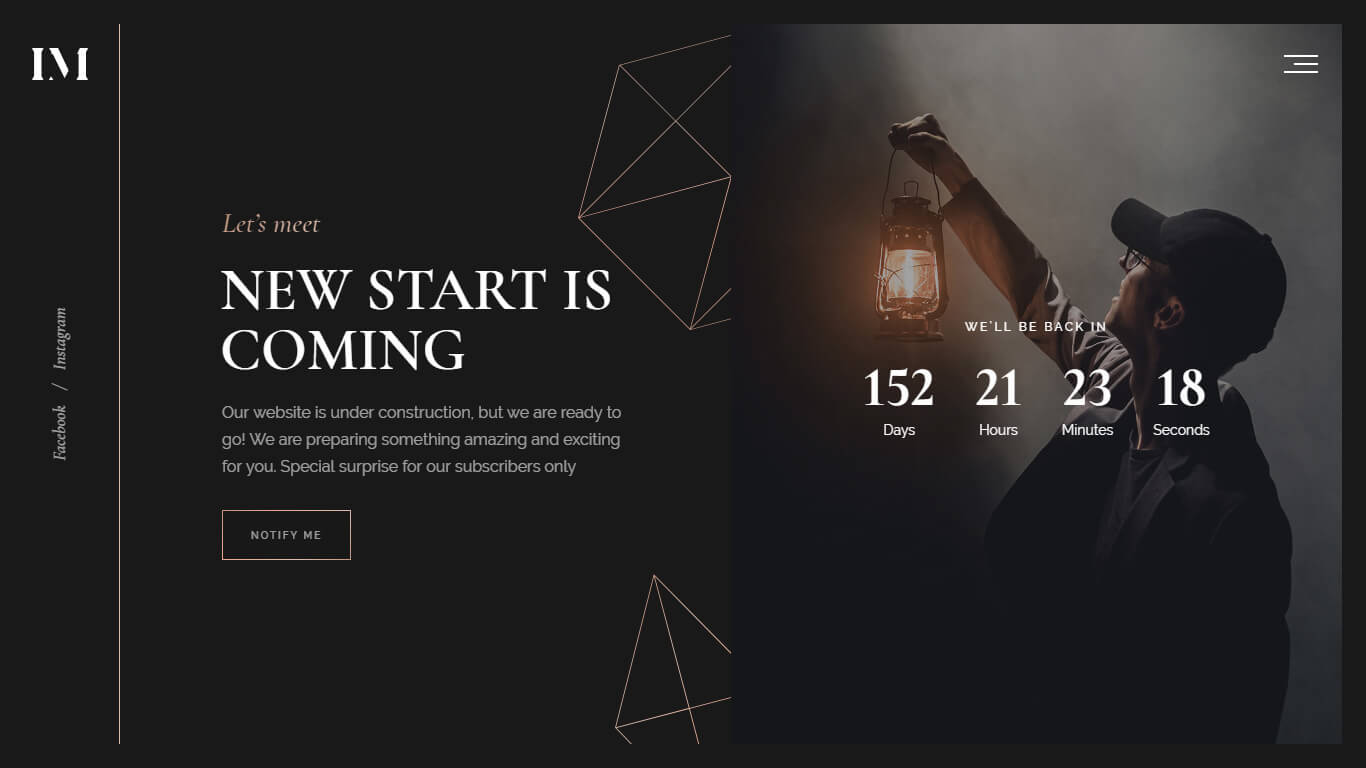 IM
Facebook / Instagram
Let's meet
NEW START IS
COMING
Our website is under construction, but we are ready to
go! We are preparing something amazing and exciting
for you. Special surprise for our subscribers only
NOTIFY ME
WE'LL BE BACK IN
152 21 23 18
Days Hours Minutes Seconds